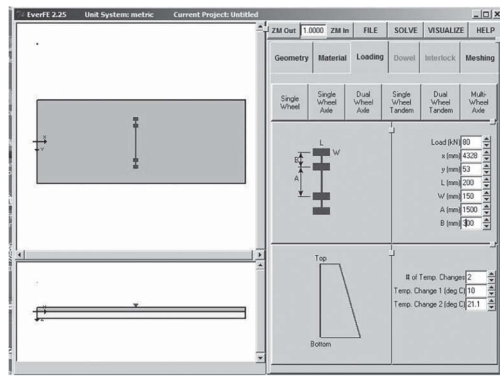 EverFE 2.25 Unit System: metric Current Project: Untitled
ZM Out 1.0000 ZM In FILE SOLVE VISUALIZE HELP
Geometry Material Loading Dowel Interlock Meshing
Single Wheel
Single Wheel Axle
Dual Wheel Axle
Single Wheel Tandem
Dual Wheel Tandem
Multi-Wheel Axle
L
W
B
A
Load (kN) 80
x (mm) 4328
y (mm) 53
L (mm) 200
W (mm) 150
A (mm) 1500
B (mm) 300
Top
Bottom
# of Temp. Changes 2
Temp. Change 1 (deg C) 10
Temp. Change 2 (deg C) 21.1